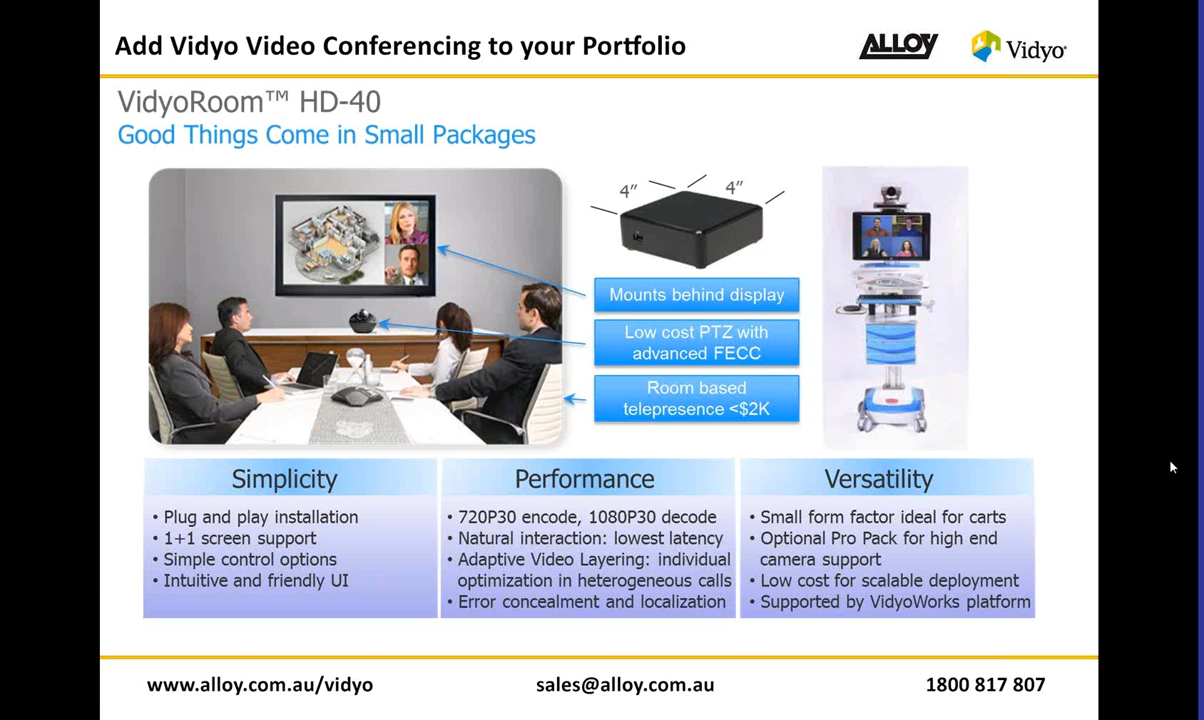 Add Vidyo Video Conferencing to your Portfolio
ALLOY
Vidyo®
VidyoRoom™ HD-40
Good Things Come in Small Packages
4”
4”
Mounts behind display
Low cost PTZ with
advanced FECC
Room based
telepresence <$2K
Simplicity
• Plug and play installation
• 1+1 screen support
• Simple control options
• Intuitive and friendly UI
Performance
• 720P30 encode, 1080P30 decode
• Natural interaction: lowest latency
• Adaptive Video Layering: individual
optimization in heterogeneous calls
• Error concealment and localization
Versatility
• Small form factor ideal for carts
• Optional Pro Pack for high end
camera support
• Low cost for scalable deployment
• Supported by VidyoWorks platform
www.alloy.com.au/vidyo
sales@alloy.com.au
1800 817 807